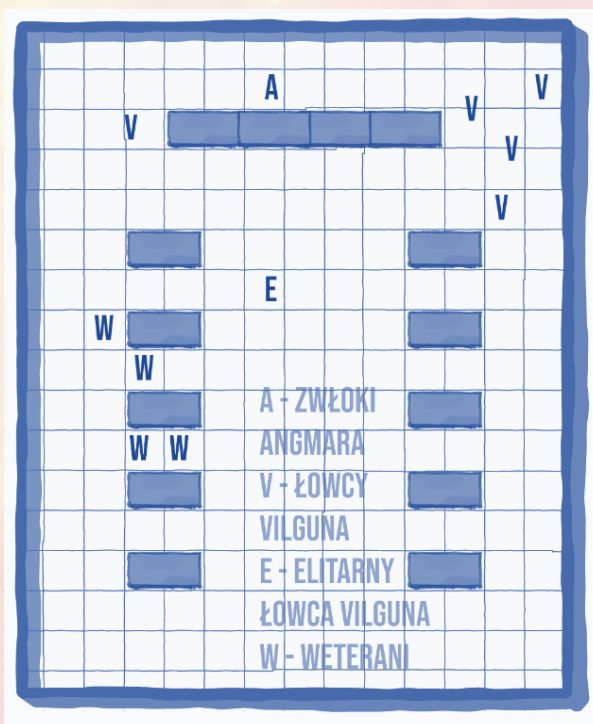 A
V
V
V
V
V
E
W
W
W W
A - ZWŁOKI
ANGMARA
V - ŁOWCY
VILGUNA
E - ELITARNY
ŁOWCA VILGUNA
W - WETERANI